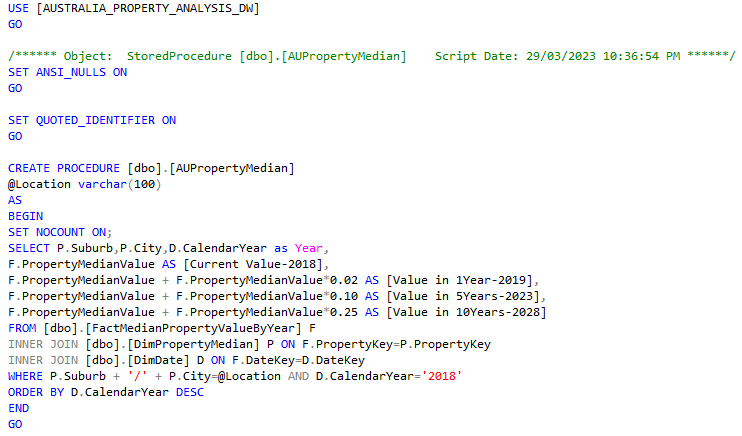 USE [AUSTRALIA_PROPERTY_ANALYSIS_DW]
GO
/****** Object:  StoredProcedure [dbo].[AUPropertyMedian]    Script Date: 29/03/2023 10:36:54 PM ******/
SET ANSI_NULLS ON
GO
SET QUOTED_IDENTIFIER ON
GO
CREATE PROCEDURE [dbo].[AUPropertyMedian]
@Location varchar(100)
AS
BEGIN
SET NOCOUNT ON;
SELECT P.Suburb,P.City,D.CalendarYear as Year,
F.PropertyMedianValue AS [Current Value-2018],
F.PropertyMedianValue + F.PropertyMedianValue*0.02 AS [Value in 1Year-2019],
F.PropertyMedianValue + F.PropertyMedianValue*0.10 AS [Value in 5Years-2023],
F.PropertyMedianValue + F.PropertyMedianValue*0.25 AS [Value in 10Years-2028]
FROM [dbo].[FactMedianPropertyValueByYear] F
INNER JOIN [dbo].[DimPropertyMedian] P ON F.PropertyKey=P.PropertyKey
INNER JOIN [dbo].[DimDate] D ON F.DateKey=D.DateKey
WHERE P.Suburb + '/' + P.City=@Location AND D.CalendarYear='2018'
ORDER BY D.CalendarYear DESC
END
GO